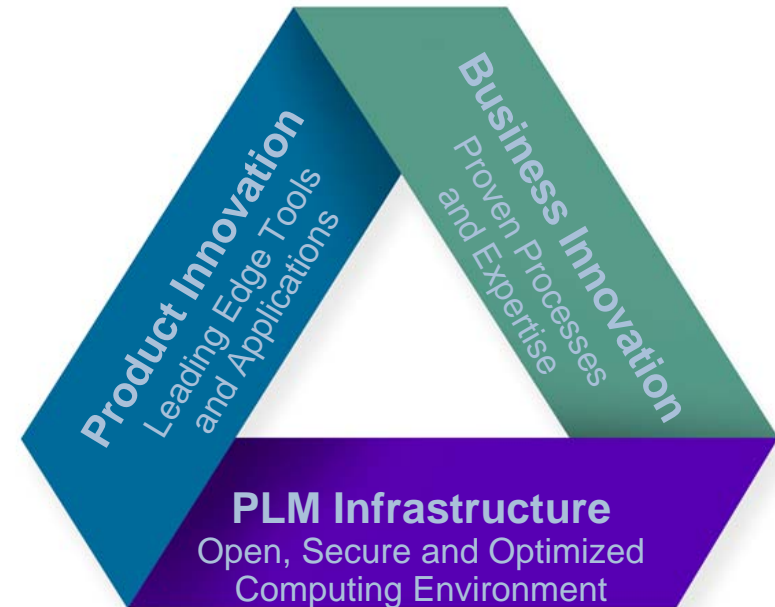 Product Innovation
Leading Edge Tools
and Applications
Business Innovation
Proven Processes
and Expertise
PLM Infrastructure
Open, Secure and Optimized
Computing Environment